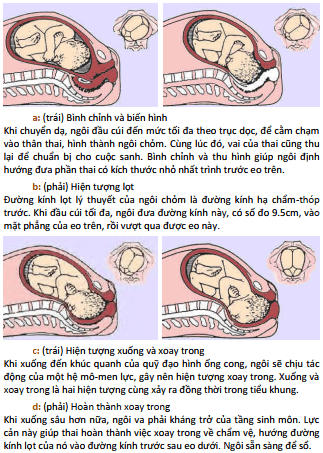 a: (trái) Bình chỉnh và biến hình
Khi chuyển dạ, ngôi đầu cúi đến mức tối đa theo trục dọc, để cằm chạm
vào thân thai, hình thành ngôi chỏm. Cùng lúc đó, vai của thai cũng thu
lại để chuẩn bị cho cuộc sanh. Bình chỉnh và thu hình giúp ngôi định
hướng đưa phần thai có kích thước nhỏ nhất trình trước eo trên.
b: (phải) Hiện tượng lọt
Đường kính lọt lý thuyết của ngôi chỏm là đường kính hạ chẩm-thóp
trước. Khi đầu cúi tối đa, ngôi đưa đường kính này, có số đo 9.5cm, vào
mặt phẳng của eo trên, rồi vượt qua được eo này.
c: (trái) Hiện tượng xuống và xoay trong
Khi xuống đến khúc quanh của quỹ đạo hình ống cong, ngôi sẽ chịu tác
động của một hệ mô-men lực, gây nên hiện tượng xoay trong. Xuống và
xoay trong là hai hiện tượng cùng xảy ra đồng thời trong tiểu khung.
d: (phải) Hoàn thành xoay trong
Khi xuống sâu hơn nữa, ngôi va phải kháng trở của tầng sinh môn. Lực
cản này giúp thai hoàn thành việc xoay trong về chẩm vệ, hướng đường
kính lọt của nó vào đường kính trước sau eo dưới. Ngôi sẵn sàng để sổ.